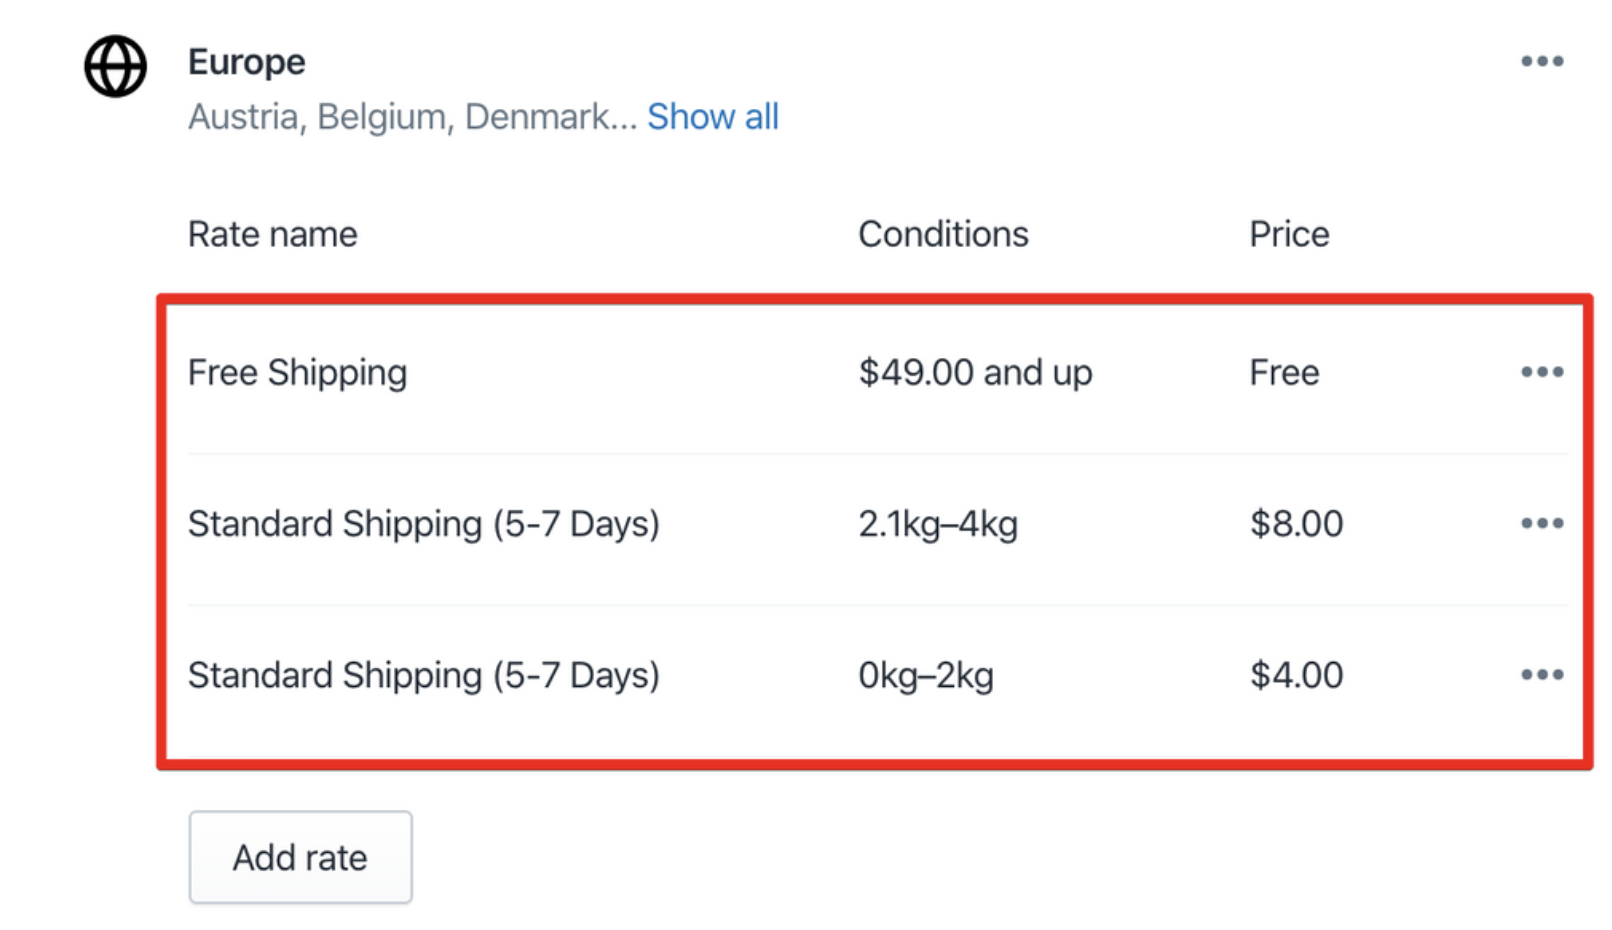 Europe
Austria, Belgium, Denmark... Show all
Rate name Conditions Price
Free Shipping $49.00 and up Free
Standard Shipping (5-7 Days) 2.1kg–4kg $8.00
Standard Shipping (5-7 Days) 0kg–2kg $4.00
Add rate